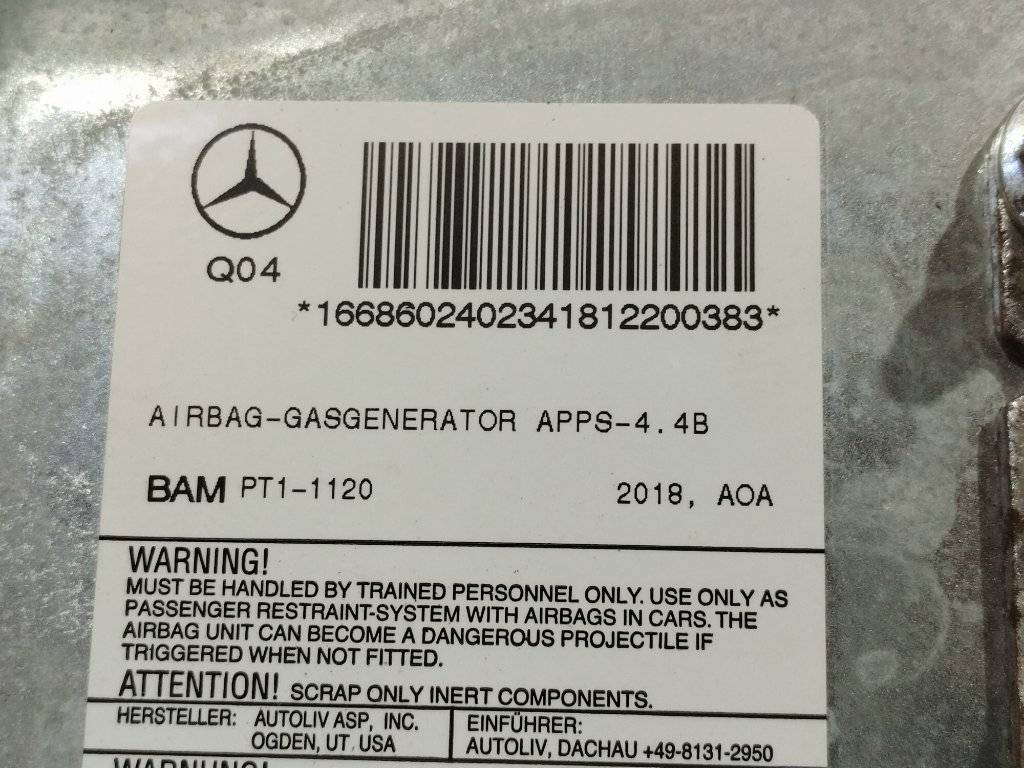 Q04
*1668602402341812200383*
AIRBAG-GASGENERATOR APPS-4.4B
BAM PT1-1120 2018, AOA
WARNING!
MUST BE HANDLED BY TRAINED PERSONNEL ONLY. USE ONLY AS
PASSENGER RESTRAINT-SYSTEM WITH AIRBAGS IN CARS. THE
AIRBAG UNIT CAN BECOME A DANGEROUS PROJECTILE IF
TRIGGERED WHEN NOT FITTED.
ATTENTION! SCRAP ONLY INERT COMPONENTS.
HERSTELLER: AUTOLIV ASP, INC.
OGDEN, UT, USA
EINFÜHRER:
AUTOLIV, DACHAU +49-8131-2950
WARNUNG!